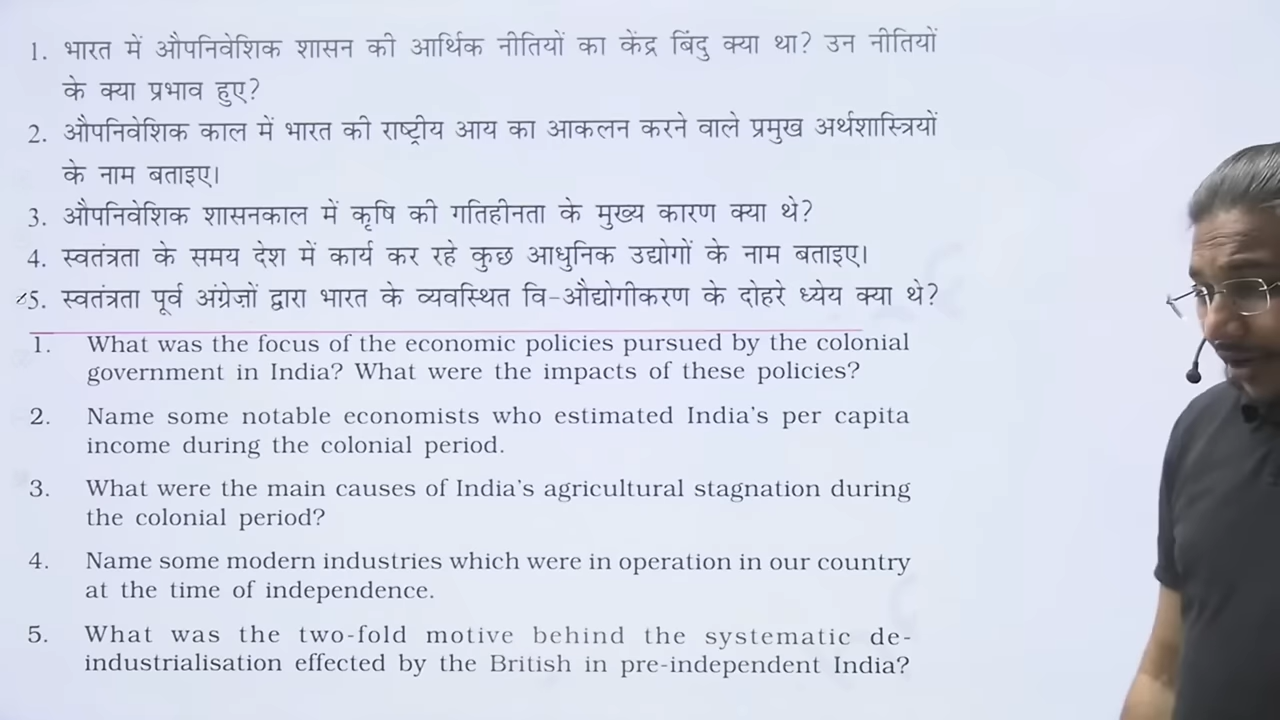 1. भारत में औपनिवेशिक शासन की आर्थिक नीतियों का केंद्र बिंदु क्या था? उन नीतियों
के क्या प्रभाव हुए?
2. औपनिवेशिक काल में भारत की राष्ट्रीय आय का आकलन करने वाले प्रमुख अर्थशास्त्रियों
के नाम बताइए।
3. औपनिवेशिक शासनकाल में कृषि की गतिहीनता के मुख्य कारण क्या थे?
4. स्वतंत्रता के समय देश में कार्य कर रहे कुछ आधुनिक उद्योगों के नाम बताइए।
5. स्वतंत्रता पूर्व अंग्रेज़ों द्वारा भारत के व्यवस्थित वि-औद्योगीकरण के दोहरे ध्येय क्या थे?
1. What was the focus of the economic policies pursued by the colonial
government in India? What were the impacts of these policies?
2. Name some notable economists who estimated India's per capita
income during the colonial period.
3. What were the main causes of India's agricultural stagnation during
the colonial period?
4. Name some modern industries which were in operation in our country
at the time of independence.
5. What was the two-fold motive behind the systematic de-
industrialisation effected by the British in pre-independent India?